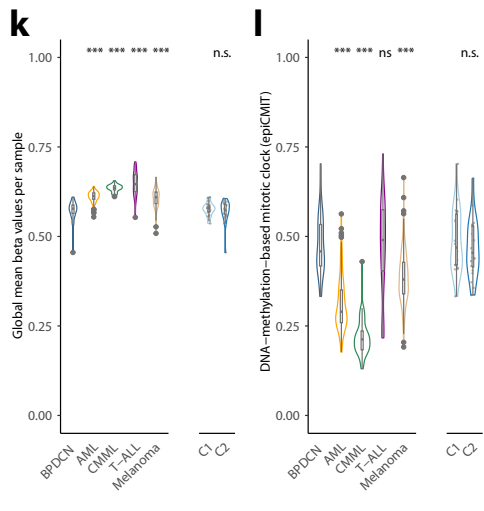 k
Global mean beta values per sample
1.00
0.75
0.50
0.25
0.00
*** *** *** ***
n.s.
BPDCN
AML
CMML
T−ALL
Melanoma
C1
C2
l
DNA−methylation−based mitotic clock (epiCMIT)
1.00
0.75
0.50
0.25
0.00
*** *** ns ***
n.s.
BPDCN
AML
CMML
T−ALL
Melanoma
C1
C2